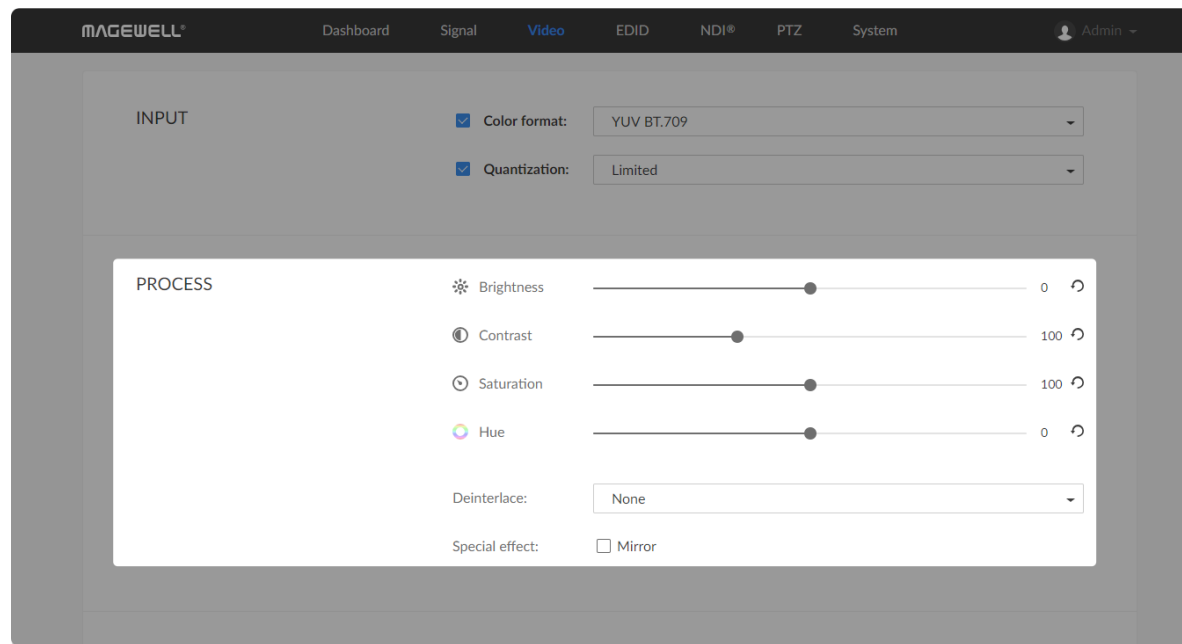 MAGEWELL® Dashboard Signal Video EDID NDI® PTZ System Admin
INPUT Color format: YUV BT.709
Quantization: Limited
PROCESS Brightness 0
Contrast 100
Saturation 100
Hue 0
Deinterlace: None
Special effect: Mirror